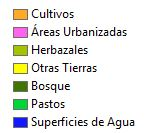 Cultivos
Áreas Urbanizadas
Herbazales
Otras Tierras
Bosque
Pastos
Superficies de Agua